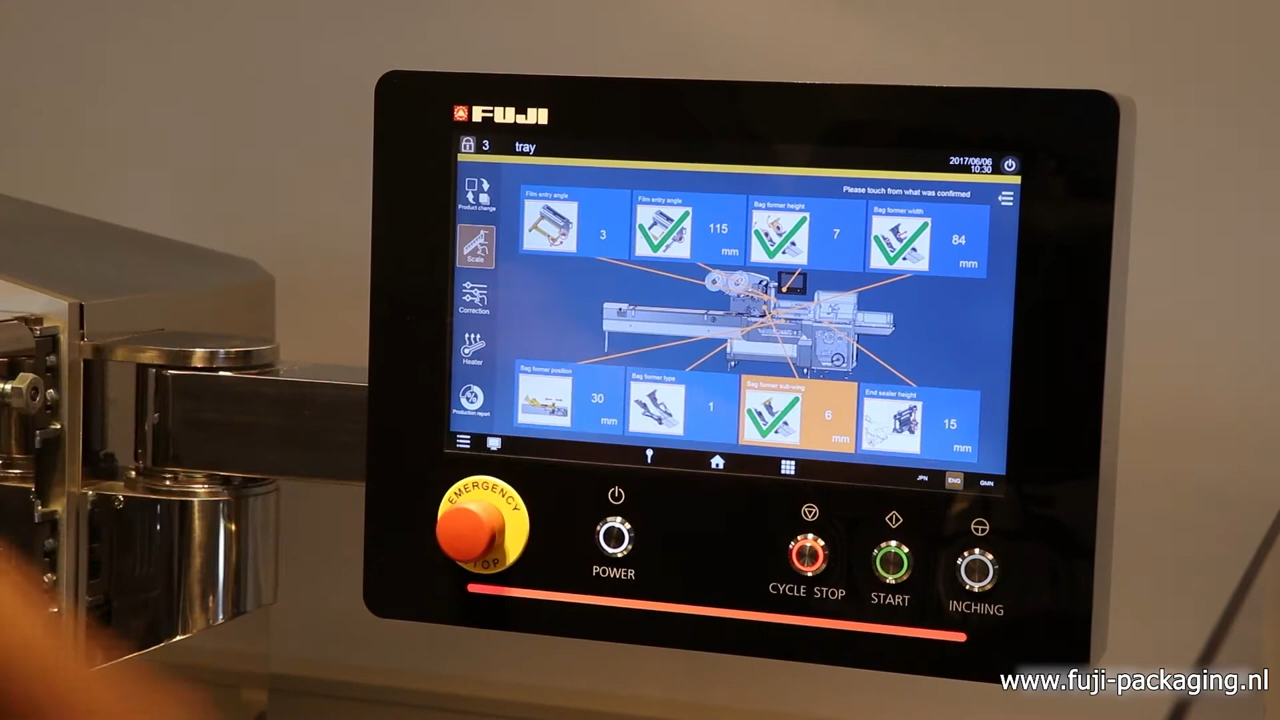 FUJI
3 tray
2017/06/06
10:30
Please touch from what was confirmed
Product change
Scale
Correction
Heater
Production report
Film entry angle
3
Film entry angle
115
mm
Bag former height
7
Bag former width
84
mm
Bag former position
30
mm
Bag former type
1
Bag former sub-wing
6
mm
End sealer height
15
mm
JPN ENG GMN
EMERGENCY
STOP
POWER
CYCLE STOP
START
INCHING
www.fuji-packaging.nl